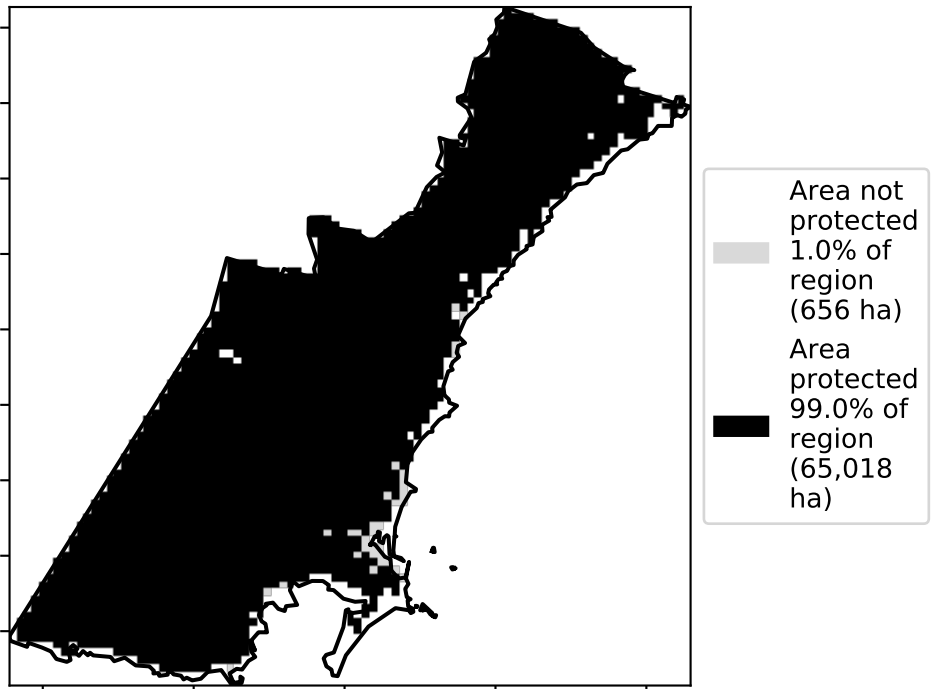 Area not
protected
1.0% of
region
(656 ha)
Area
protected
99.0% of
region
(65,018
ha)